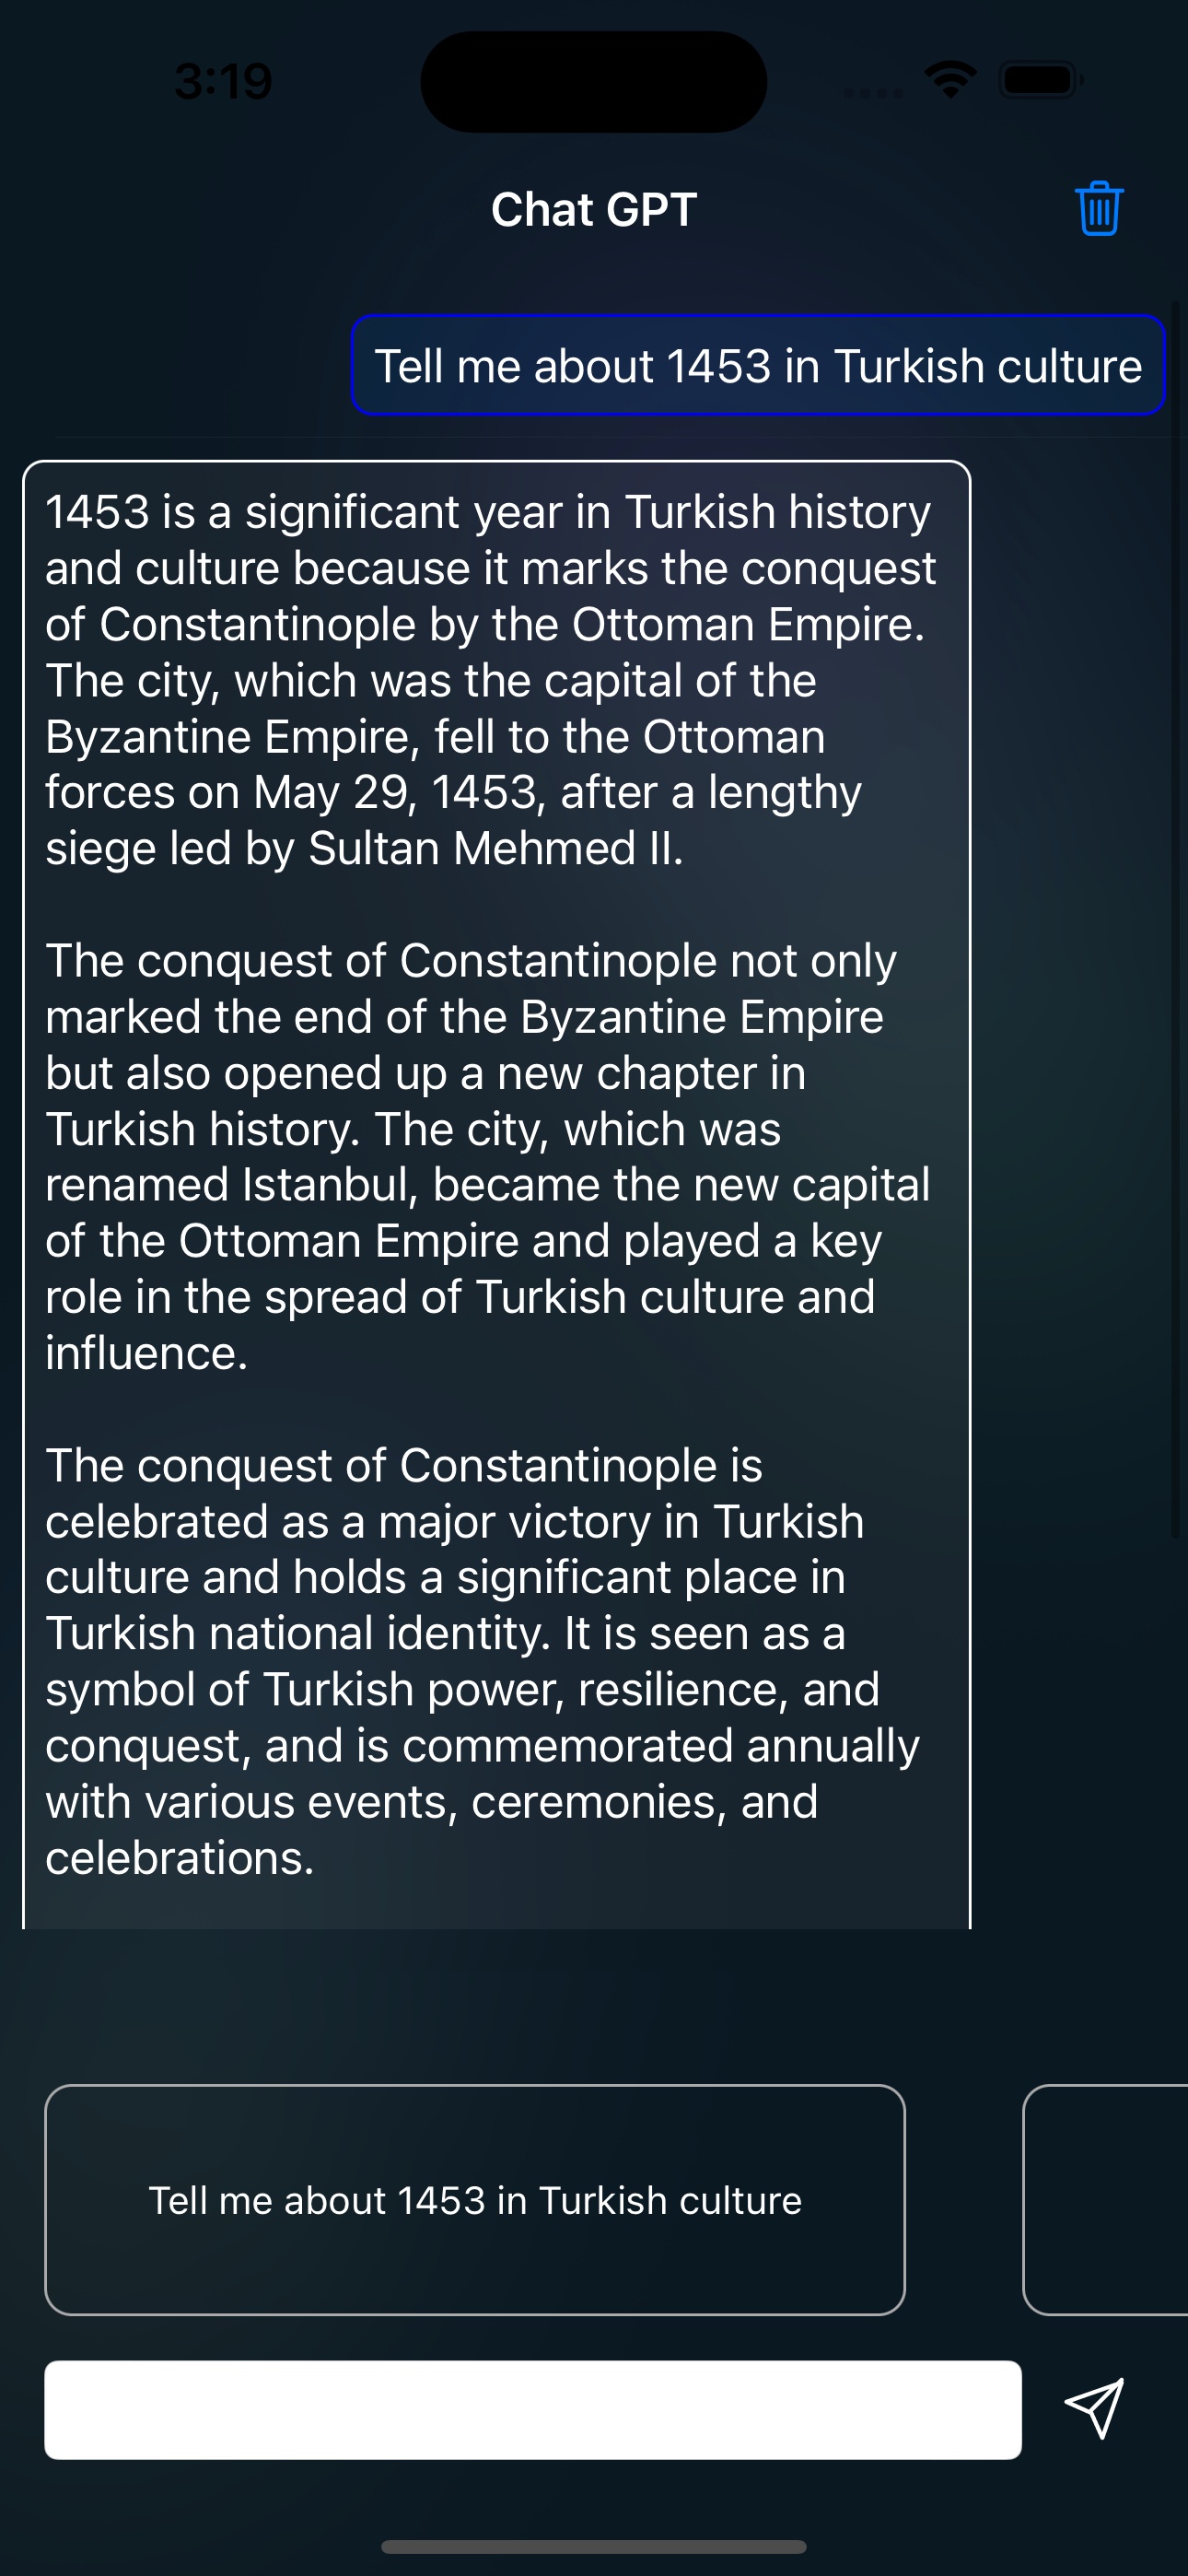 3:19
Chat GPT
Tell me about 1453 in Turkish culture
1453 is a significant year in Turkish history
and culture because it marks the conquest
of Constantinople by the Ottoman Empire.
The city, which was the capital of the
Byzantine Empire, fell to the Ottoman
forces on May 29, 1453, after a lengthy
siege led by Sultan Mehmed II.
The conquest of Constantinople not only
marked the end of the Byzantine Empire
but also opened up a new chapter in
Turkish history. The city, which was
renamed Istanbul, became the new capital
of the Ottoman Empire and played a key
role in the spread of Turkish culture and
influence.
The conquest of Constantinople is
celebrated as a major victory in Turkish
culture and holds a significant place in
Turkish national identity. It is seen as a
symbol of Turkish power, resilience, and
conquest, and is commemorated annually
with various events, ceremonies, and
celebrations.
Tell me about 1453 in Turkish culture